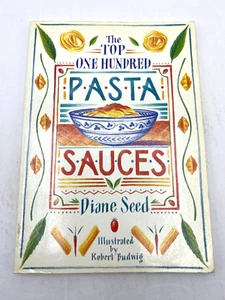 The
TOP
ONE HUNDRED
PASTA
SAUCES
Diane Seed
Illustrated
by
Robert Budwig